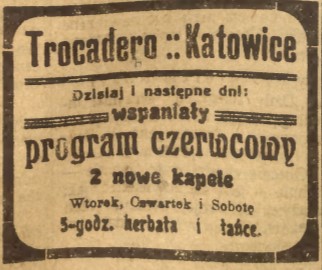 Trocadero :: Katowice
Dzisiaj i następne dni:
wspaniały
program czerwcowy
2 nowe kapele
Wtorek, Czwartek i Sobotę
5-godz. herbata i tańce.